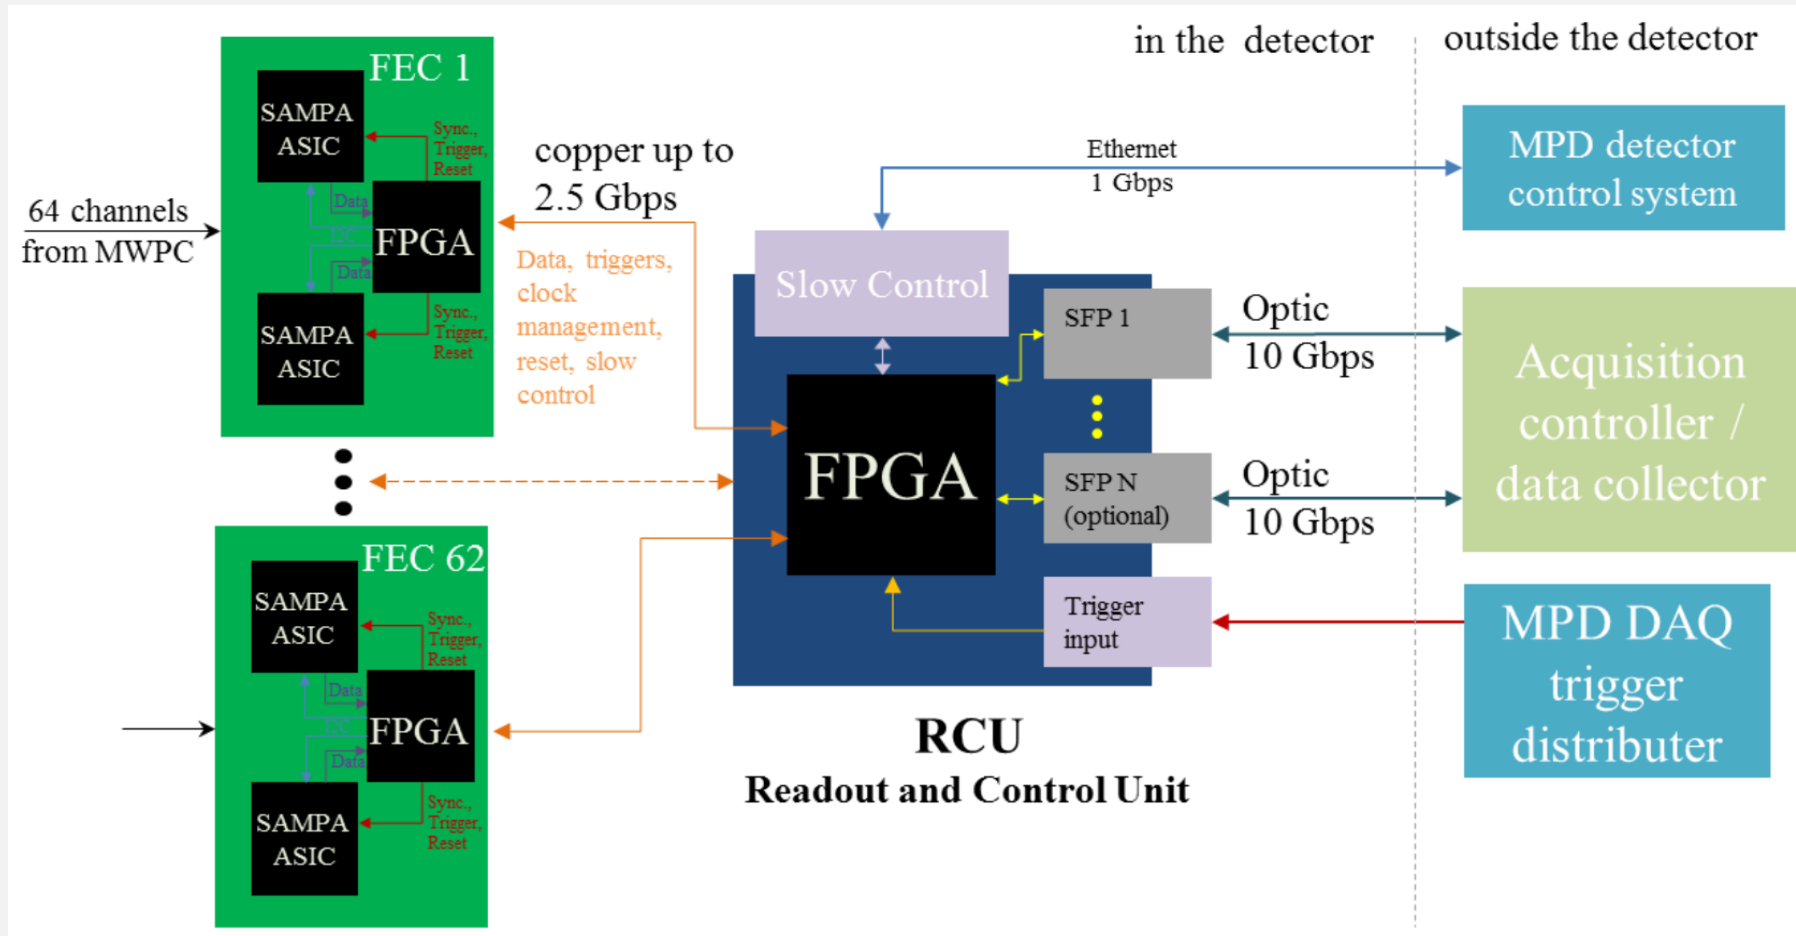 in the detector
outside the detector
FEC 1
SAMPA
ASIC
Sync.,
Trigger,
Reset
Data
FPGA
Data
SAMPA
ASIC
Sync.,
Trigger,
Reset
64 channels
from MWPC
copper up to
2.5 Gbps
Data, triggers,
clock
management,
reset, slow
control
FEC 62
SAMPA
ASIC
Sync.,
Trigger,
Reset
Data
FPGA
Data
SAMPA
ASIC
Sync.,
Trigger,
Reset
Ethernet
1 Gbps
Slow Control
FPGA
SFP 1
SFP N
(optional)
Trigger
input
RCU
Readout and Control Unit
Optic
10 Gbps
Optic
10 Gbps
MPD detector
control system
Acquisition
controller /
data collector
MPD DAQ
trigger
distributer